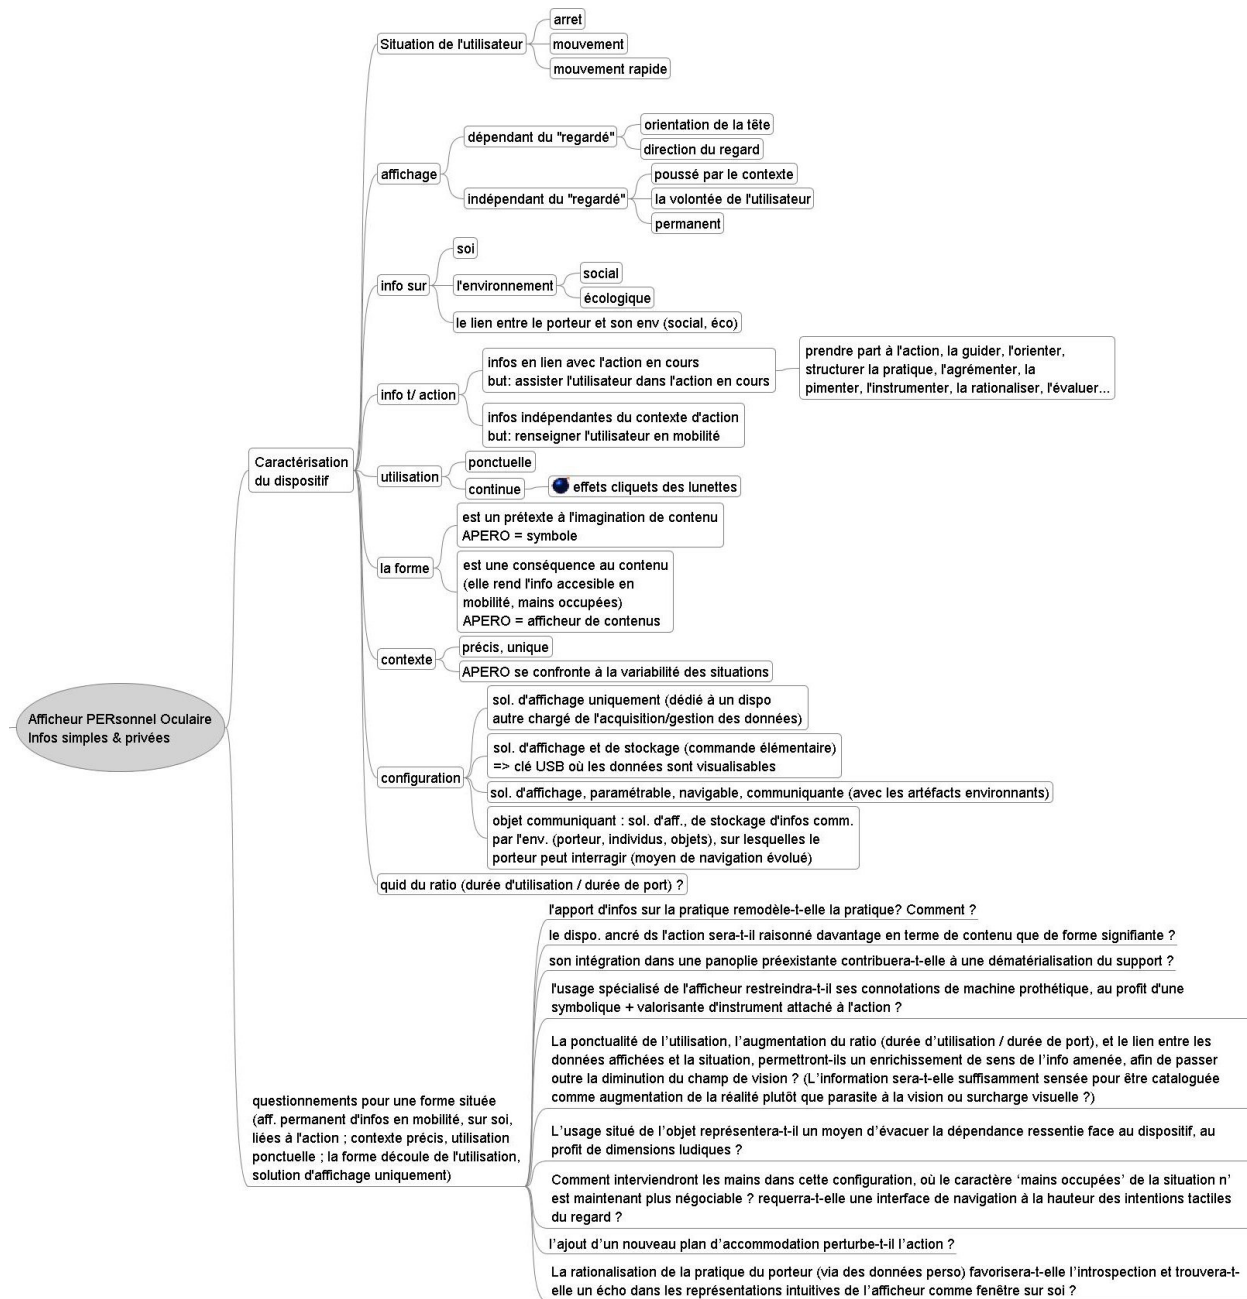 Afficheur PERsonnel Oculaire
Infos simples & privées
Caractérisation
du dispositif
Situation de l'utilisateur
arret
mouvement
mouvement rapide
affichage
dépendant du "regardé"
orientation de la tête
direction du regard
indépendant du "regardé"
poussé par le contexte
la volontée de l'utilisateur
permanent
info sur
soi
l'environnement
social
écologique
le lien entre le porteur et son env (social, éco)
info t/ action
infos en lien avec l'action en cours
but: assister l'utilisateur dans l'action en cours
prendre part à l'action, la guider, l'orienter,
structurer la pratique, l'agrémenter, la
pimenter, l'instrumenter, la rationaliser, l'évaluer...
infos indépendantes du contexte d'action
but: renseigner l'utilisateur en mobilité
utilisation
ponctuelle
continue
effets cliquets des lunettes
la forme
est un prétexte à l'imagination de contenu
APERO = symbole
est une conséquence au contenu
(elle rend l'info accesible en
mobilité, mains occupées)
APERO = afficheur de contenus
contexte
précis, unique
APERO se confronte à la variabilité des situations
configuration
sol. d'affichage uniquement (dédié à un dispo
autre chargé de l'acquisition/gestion des données)
sol. d'affichage et de stockage (commande élémentaire)
=> clé USB où les données sont visualisables
sol. d'affichage, paramétrable, navigable, communiquante (avec les artéfacts environnants)
objet communiquant : sol. d'aff., de stockage d'infos comm.
par l'env. (porteur, individus, objets), sur lesquelles le
porteur peut interragir (moyen de navigation évolué)
quid du ratio (durée d'utilisation / durée de port) ?
questionnements pour une forme située
(aff. permanent d'infos en mobilité, sur soi,
liées à l'action ; contexte précis, utilisation
ponctuelle ; la forme découle de l'utilisation,
solution d'affichage uniquement)
l'apport d'infos sur la pratique remodèle-t-elle la pratique? Comment ?
le dispo. ancré ds l'action sera-t-il raisonné davantage en terme de contenu que de forme signifiante ?
son intégration dans une panoplie préexistante contribuera-t-elle à une dématérialisation du support ?
l'usage spécialisé de l'afficheur restreindra-t-il ses connotations de machine prothétique, au profit d'une
symbolique + valorisante d'instrument attaché à l'action ?
La ponctualité de l’utilisation, l’augmentation du ratio (durée d’utilisation / durée de port), et le lien entre les
données affichées et la situation, permettront-ils un enrichissement de sens de l’info amenée, afin de passer
outre la diminution du champ de vision ? (L’information sera-t-elle suffisamment sensée pour être cataloguée
comme augmentation de la réalité plutôt que parasite à la vision ou surcharge visuelle ?)
L’usage situé de l’objet représentera-t-il un moyen d’évacuer la dépendance ressentie face au dispositif, au
profit de dimensions ludiques ?
Comment interviendront les mains dans cette configuration, où le caractère ‘mains occupées’ de la situation n’
est maintenant plus négociable ? requerra-t-elle une interface de navigation à la hauteur des intentions tactiles
du regard ?
l’ajout d’un nouveau plan d’accommodation perturbe-t-il l’action ?
La rationalisation de la pratique du porteur (via des données perso) favorisera-t-elle l’introspection et trouvera-t-
elle un écho dans les représentations intuitives de l’afficheur comme fenêtre sur soi ?